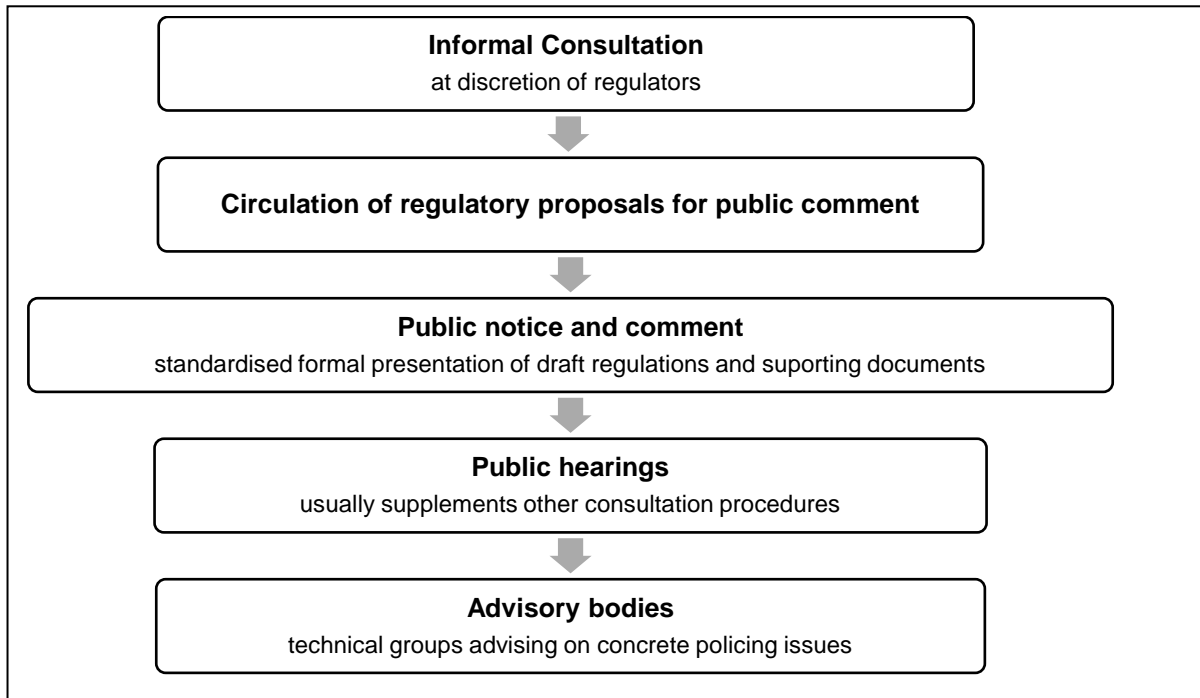 Informal Consultation
at discretion of regulators
Circulation of regulatory proposals for public comment
Public notice and comment
standardised formal presentation of draft regulations and suporting documents
Public hearings
usually supplements other consultation procedures
Advisory bodies
technical groups advising on concrete policing issues